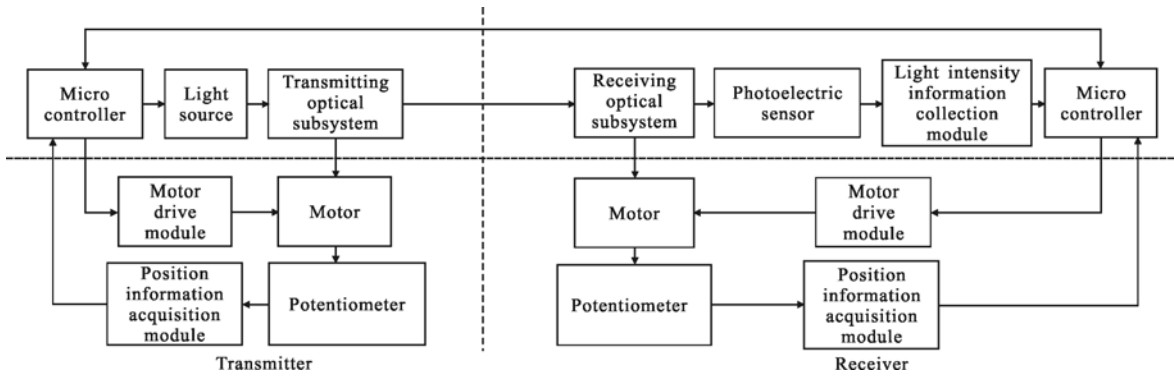 Micro
controller
Light
source
Transmitting
optical
subsystem
Receiving
optical
subsystem
Photoelectric
sensor
Light intensity
information
collection
module
Micro
controller
Motor
drive
module
Motor
Motor
Motor
drive
module
Position
information
acquisition
module
Potentiometer
Potentiometer
Position
information
acquisition
module
Transmitter
Receiver